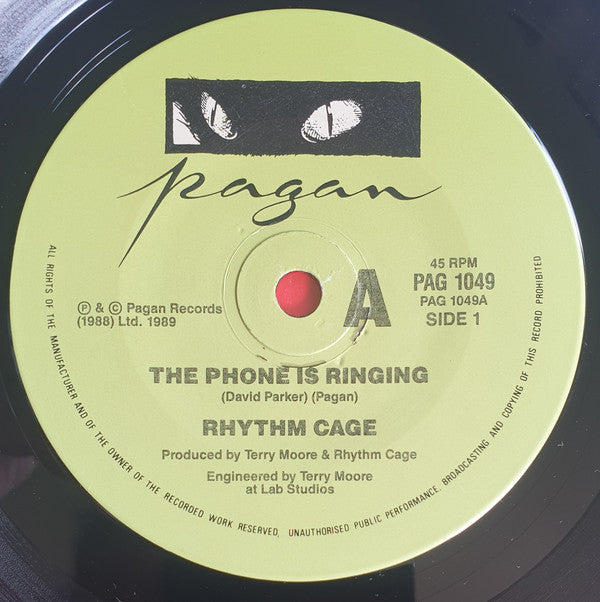 pagan
45 RPM
PAG 1049
PAG 1049A
SIDE 1
A
Ⓟ & © Pagan Records
(1988) Ltd. 1989
THE PHONE IS RINGING
(David Parker) (Pagan)
RHYTHM CAGE
Produced by Terry Moore & Rhythm Cage
Engineered by Terry Moore
at Lab Studios
ALL RIGHTS OF THE MANUFACTURER AND OF THE OWNER OF THE RECORDED WORK RESERVED. UNAUTHORISED PUBLIC PERFORMANCE, BROADCASTING AND COPYING OF THIS RECORD PROHIBITED